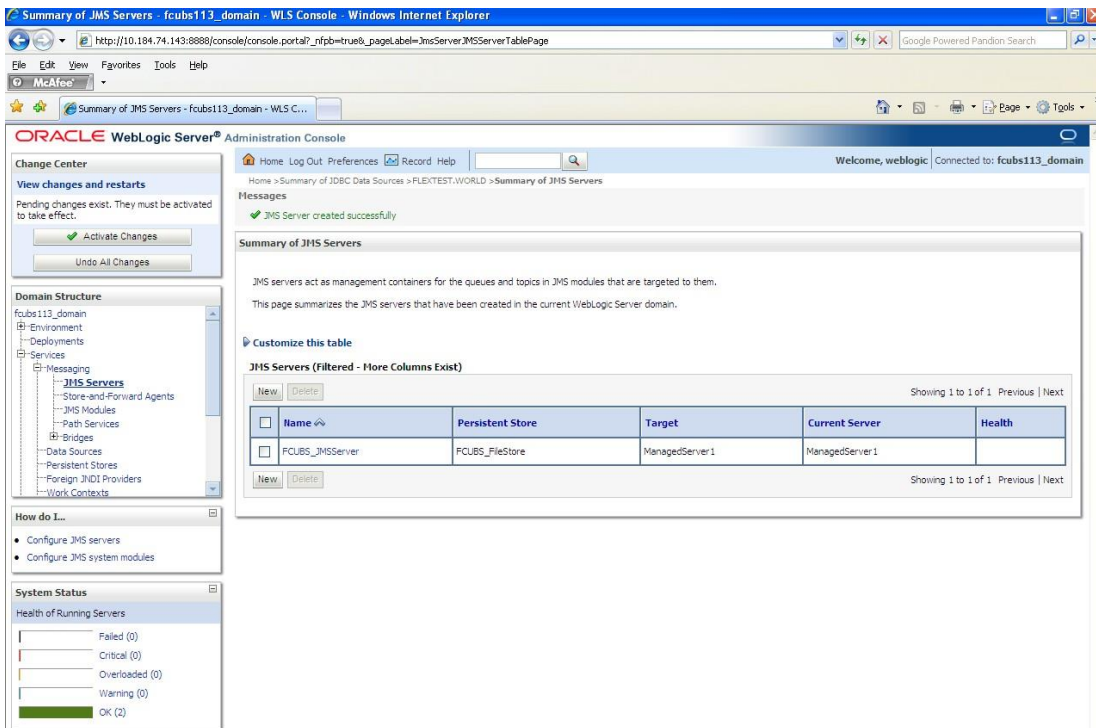 Summary of JMS Servers - fcubs113_domain - WLS Console - Windows Internet Explorer
http://10.184.74.143:8888/console/console.portal?_nfpb=true&_pageLabel=JmsServerJMSServerTablePage
Google Powered Pandion Search
File Edit View Favorites Tools Help
McAfee
Summary of JMS Servers - fcubs113_domain - WLS C...
Page Tools
ORACLE WebLogic Server® Administration Console
Change Center
View changes and restarts
Pending changes exist. They must be activated
to take effect.
Activate Changes
Undo All Changes
Domain Structure
fcubs113_domain
Environment
Deployments
Services
Messaging
JMS Servers
Store-and-Forward Agents
JMS Modules
Path Services
Bridges
Data Sources
Persistent Stores
Foreign JNDI Providers
Work Contexts
How do I...
Configure JMS servers
Configure JMS system modules
System Status
Health of Running Servers
Failed (0)
Critical (0)
Overloaded (0)
Warning (0)
OK (2)
Home Log Out Preferences Record Help
Welcome, weblogic Connected to: fcubs113_domain
Home >Summary of JDBC Data Sources >FLEXTEST.WORLD >Summary of JMS Servers
Messages
JMS Server created successfully
Summary of JMS Servers
JMS servers act as management containers for the queues and topics in JMS modules that are targeted to them.
This page summarizes the JMS servers that have been created in the current WebLogic Server domain.
Customize this table
JMS Servers (Filtered - More Columns Exist)
New Delete Showing 1 to 1 of 1 Previous | Next
Name Persistent Store Target Current Server Health
FCUBS_JMSServer FCUBS_FileStore ManagedServer1 ManagedServer1
New Delete Showing 1 to 1 of 1 Previous | Next